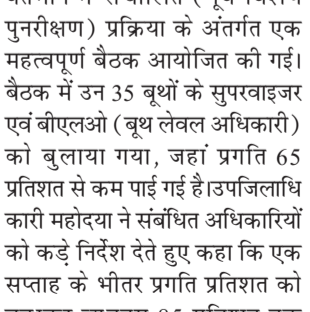 पुनरीक्षण) प्रक्रिया के अंतर्गत एक
महत्वपूर्ण बैठक आयोजित की गई।
बैठक में उन 35 बूथों के सुपरवाइजर
एवं बीएलओ (बूथ लेवल अधिकारी)
को बुलाया गया, जहां प्रगति 65
प्रतिशत से कम पाई गई है।उपजिलाधि
कारी महोदया ने संबंधित अधिकारियों
को कड़े निर्देश देते हुए कहा कि एक
सप्ताह के भीतर प्रगति प्रतिशत को